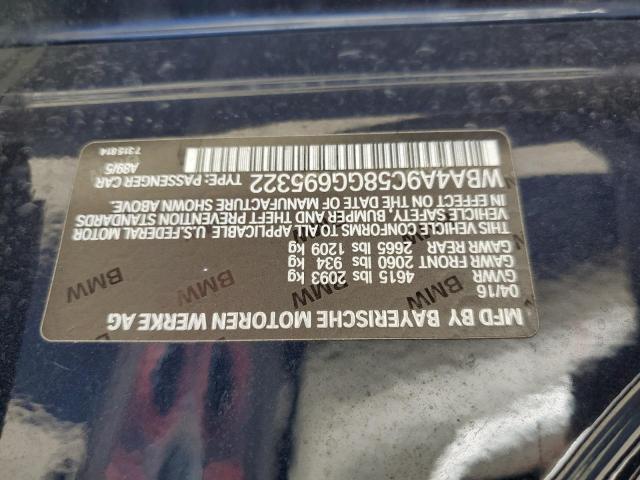 MFD BY BAYERISCHE MOTOREN WERKE AG
04/16
GVWR 4615 lbs 2093 kg
GAWR FRONT 2060 lbs 934 kg
GAWR REAR 2665 lbs 1209 kg
THIS VEHICLE CONFORMS TO ALL APPLICABLE U.S.FEDERAL MOTOR
VEHICLE SAFETY, BUMPER AND THEFT PREVENTION STANDARDS
IN EFFECT ON THE DATE OF MANUFACTURE SHOWN ABOVE.
WBA4A9C58GG695322 TYPE: PASSENGER CAR
A89/5
7315814
BMW
BMW
BMW
BMW
BMW